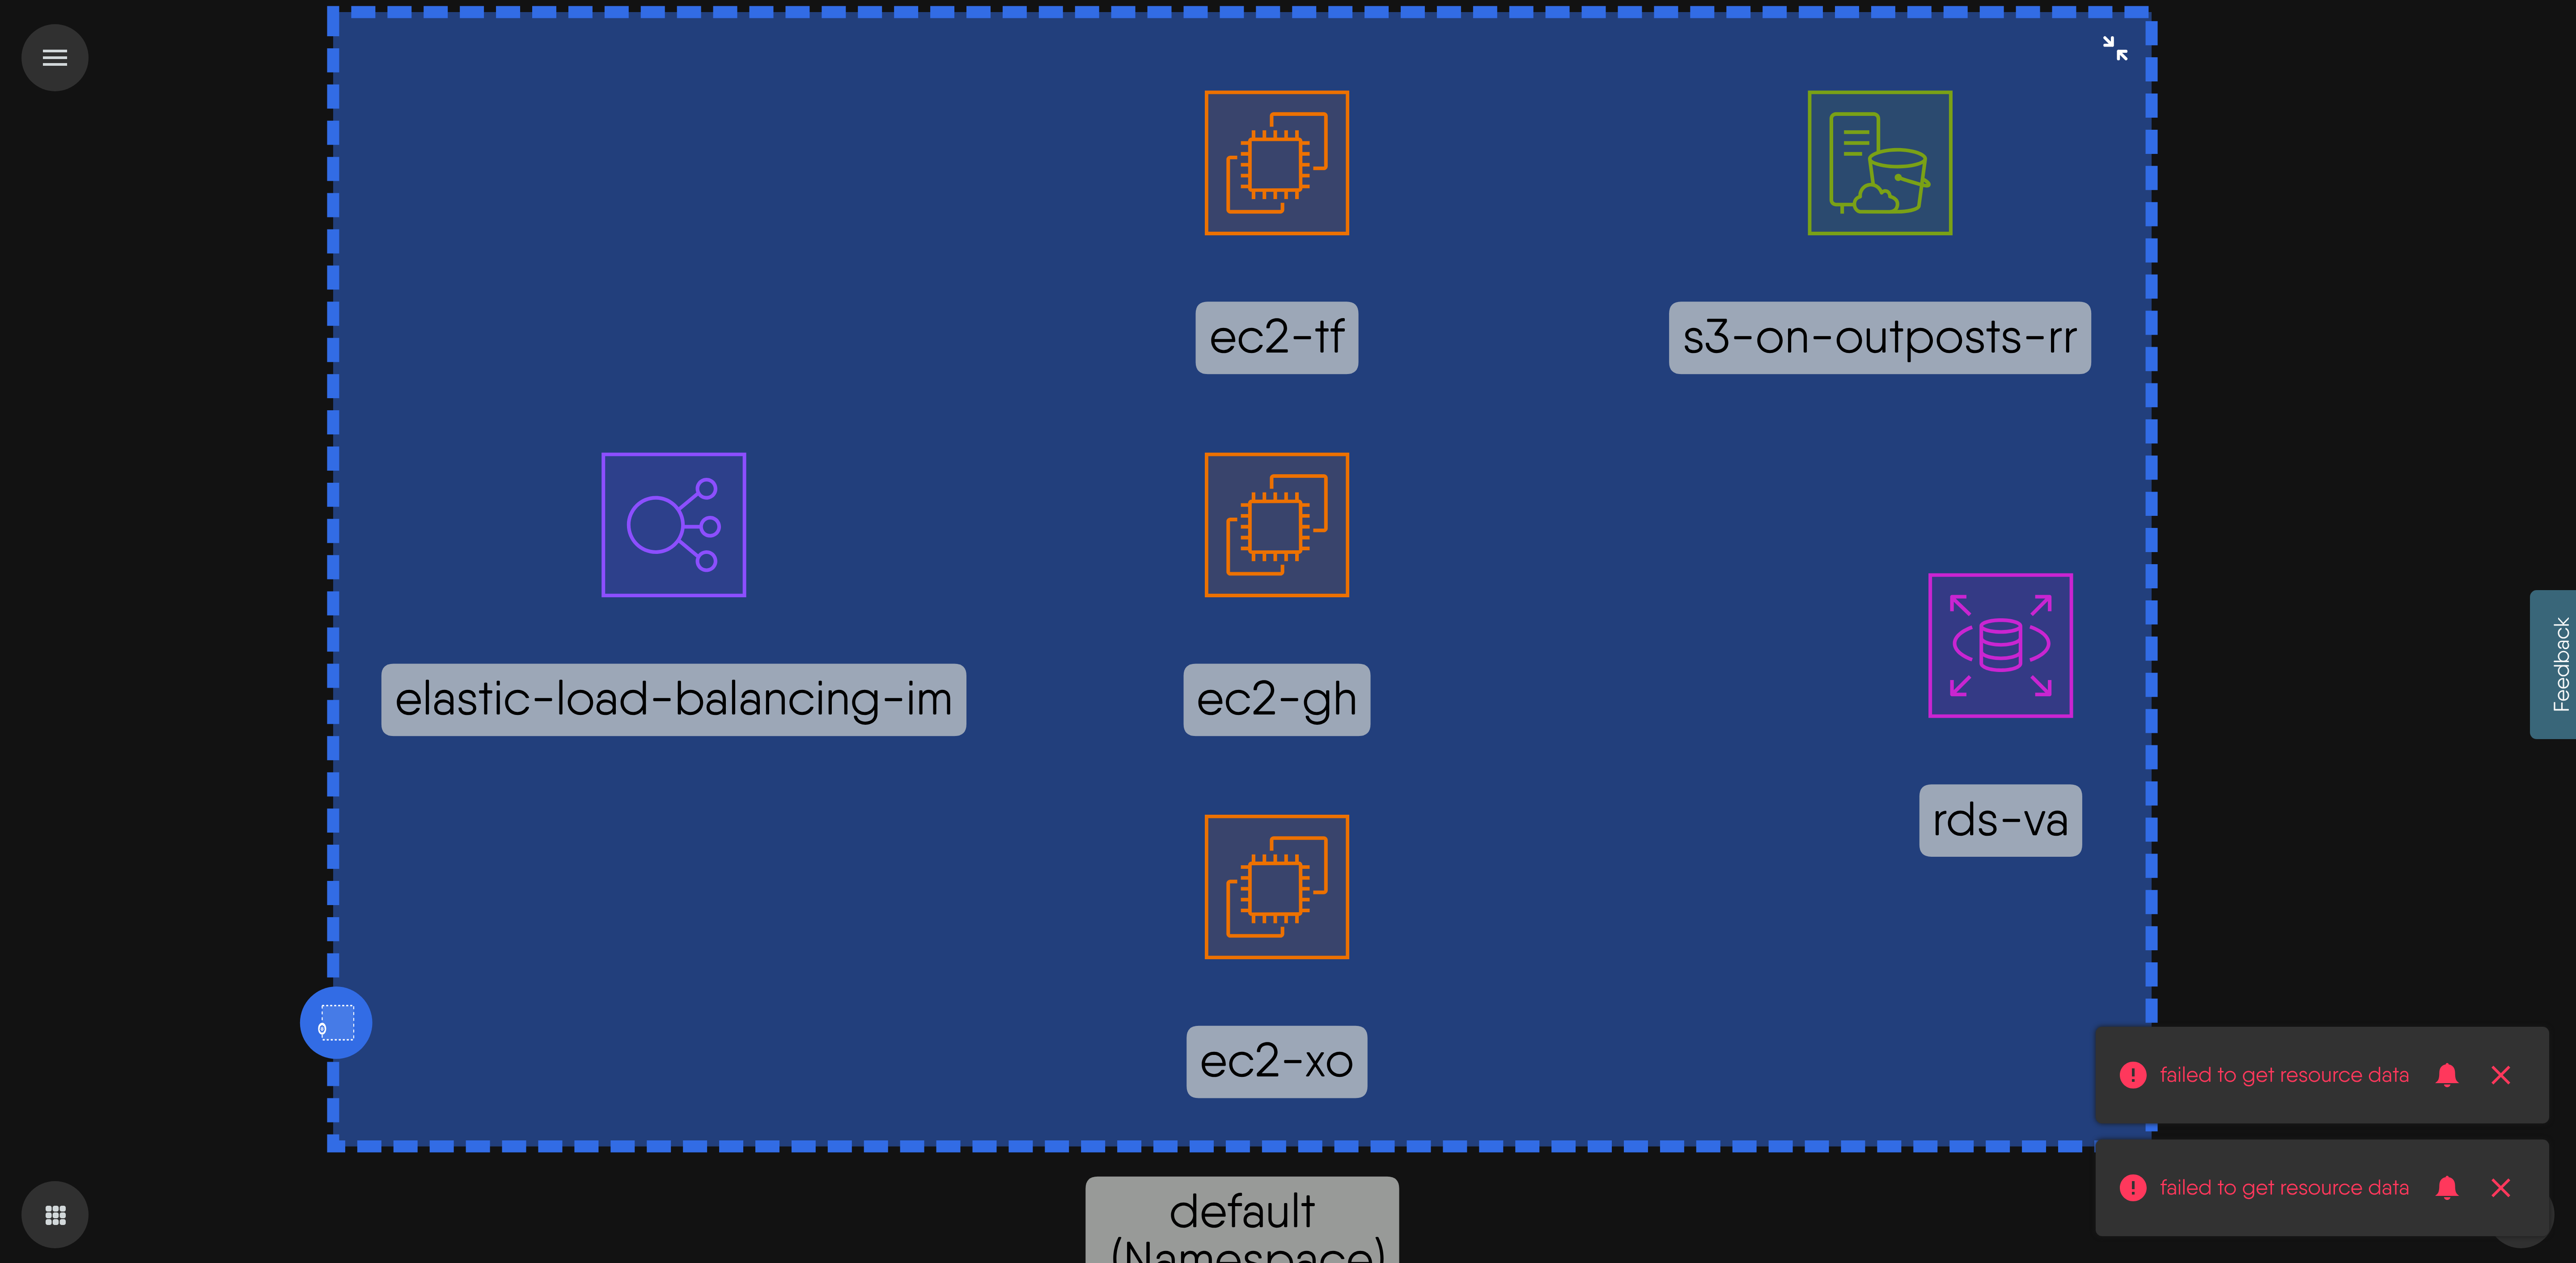 ec2-tf
s3-on-outposts-rr
elastic-load-balancing-im
ec2-gh
rds-va
ec2-xo
Feedback
failed to get resource data
failed to get resource data
default
(Namespace)